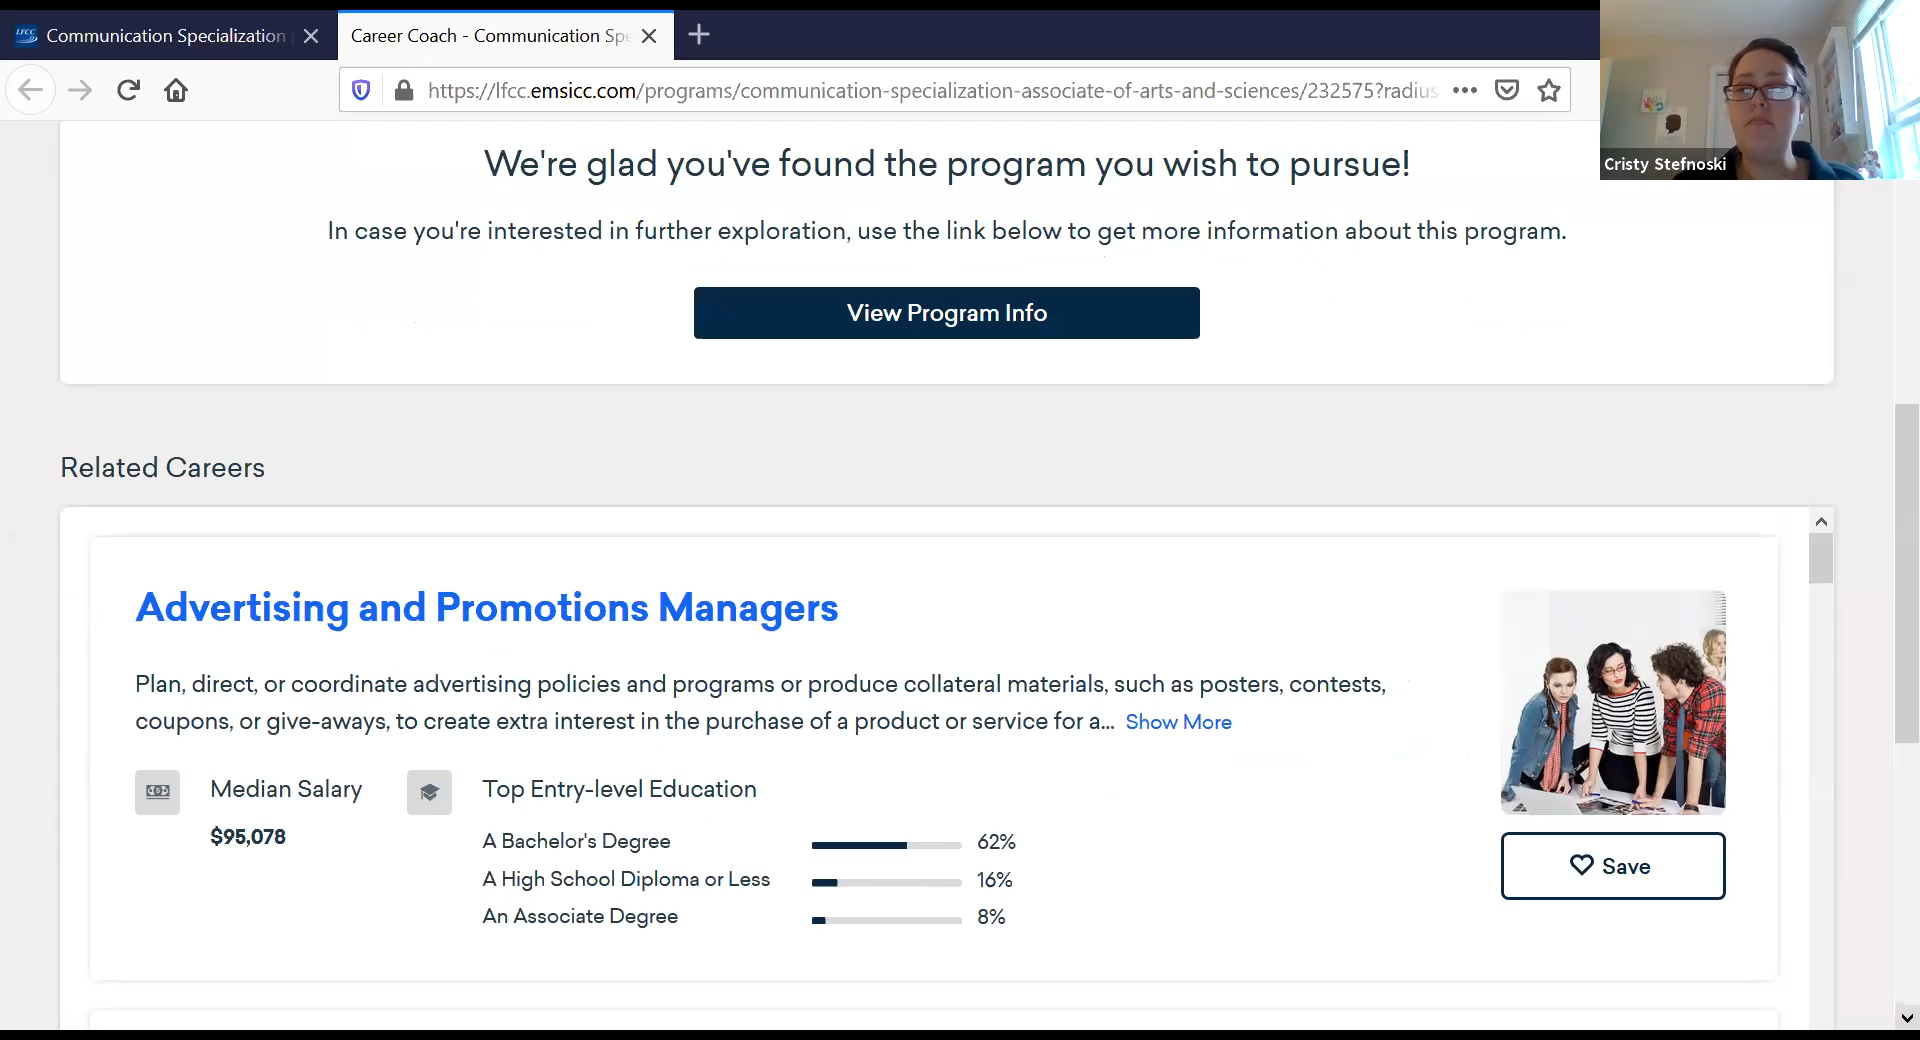 LFCC Communication Specialization
Career Coach - Communication Spe
https://lfcc.emsicc.com/programs/communication-specialization-associate-of-arts-and-sciences/232575?radius
Cristy Stefnoski
We're glad you've found the program you wish to pursue!
In case you're interested in further exploration, use the link below to get more information about this program.
View Program Info
Related Careers
Advertising and Promotions Managers
Plan, direct, or coordinate advertising policies and programs or produce collateral materials, such as posters, contests,
coupons, or give-aways, to create extra interest in the purchase of a product or service for a... Show More
Median Salary
$95,078
Top Entry-level Education
A Bachelor's Degree 62%
A High School Diploma or Less 16%
An Associate Degree 8%
Save